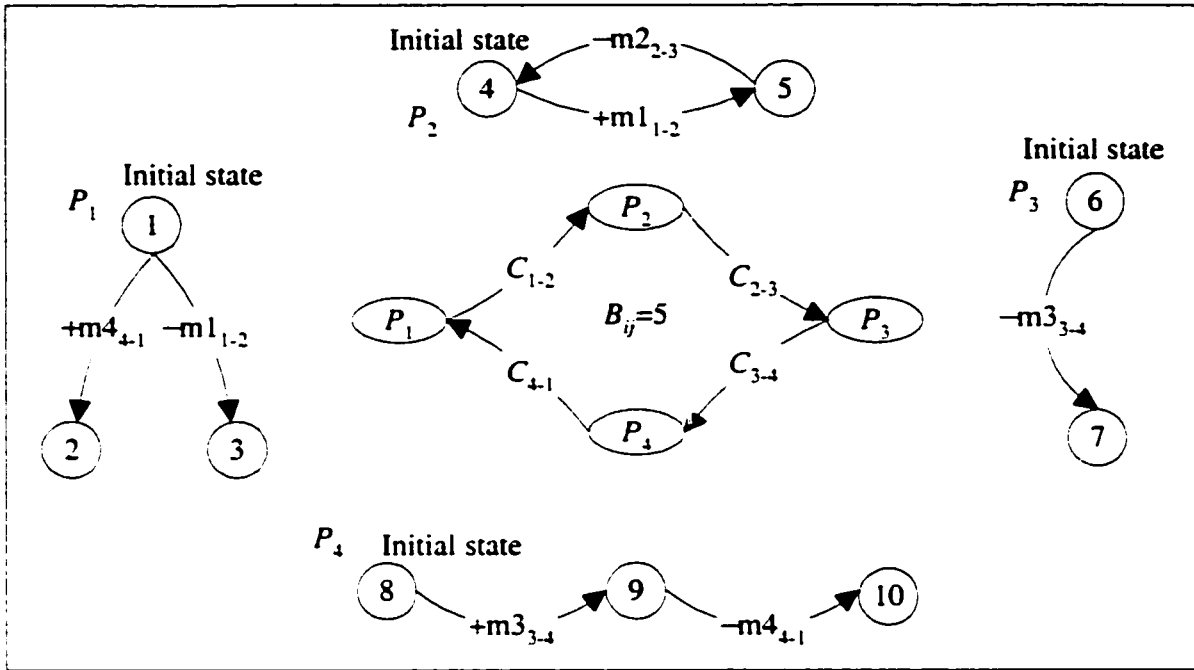 Initial state
−m2₂₋₃
4
5
P₂
+m1₁₋₂
Initial state
P₁
1
Initial state
P₃
6
P₂
C₁₋₂
C₂₋₃
+m4₄₋₁
−m1₁₋₂
P₁
B_ij=5
P₃
−m3₃₋₄
C₄₋₁
C₃₋₄
2
3
P₄
7
P₄
Initial state
8
9
10
+m3₃₋₄
−m4₄₋₁